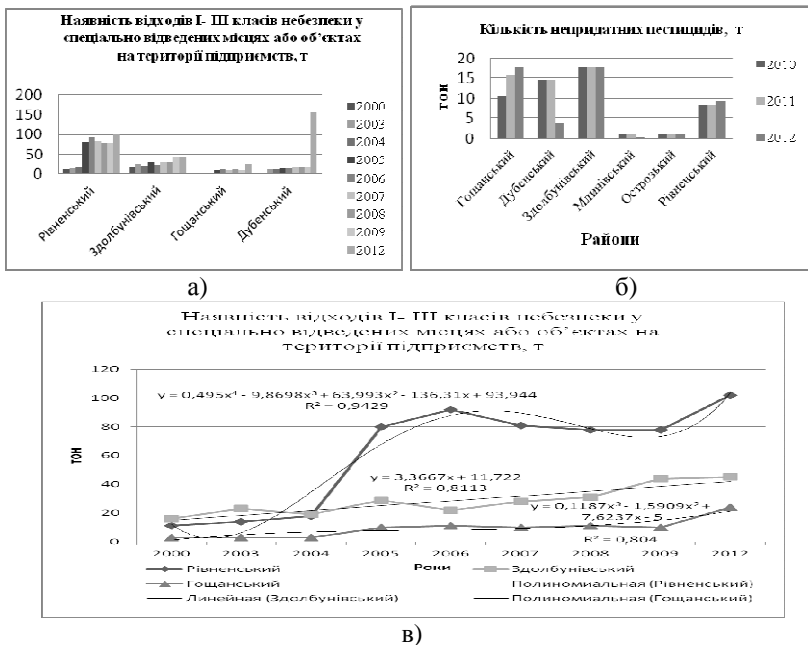 Наявність відходів І- ІІІ класів небезпеки у
спеціально відведених місцях або об’єктах
на території підприємств, т
200
150
100
50
0
Рівненський
Здолбунівський
Гощанський
Дубенський
2000
2003
2004
2005
2006
2007
2008
2009
2012
а)
Кількість непридатних пестицидів, т
тон
20
15
10
5
0
Гощанський
Дубенський
Здолбунівський
Млинівський
Острозький
Рівненський
Райони
2010
2011
2012
б)
Наявність відходів І- ІІІ класів небезпеки у
спеціально відведених місцях або об’єктах на
території підприємств, т
тон
120
100
80
60
40
20
0
y = 0,495x⁴ - 9,8698x³ + 63,993x² - 136,31x + 93,944
R² = 0,9429
y = 3,3667x + 11,722
R² = 0,8113
y = 0,1187x³ - 1,5909x² +
7,6237x - 5
R² = 0,804
2000 2003 2004 2005 2006 2007 2008 2009 2012
Роки
Рівненський
Здолбунівський
Гощанський
Полиномиальная (Рівненський)
Линейная (Здолбунівський)
Полиномиальная (Гощанський)
в)